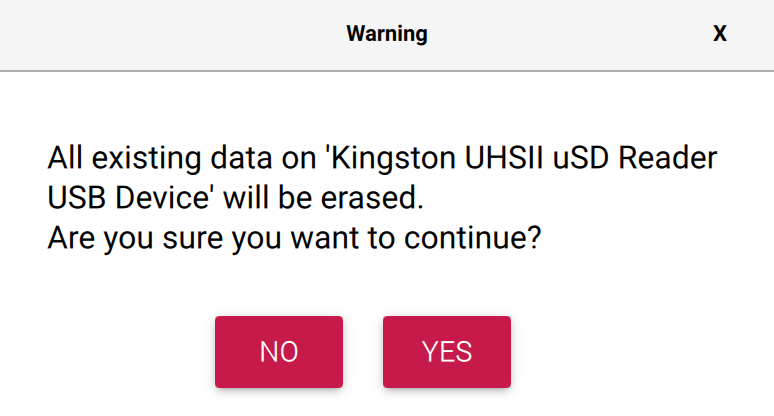 Warning
X
All existing data on 'Kingston UHSII uSD Reader
USB Device' will be erased.
Are you sure you want to continue?
NO
YES